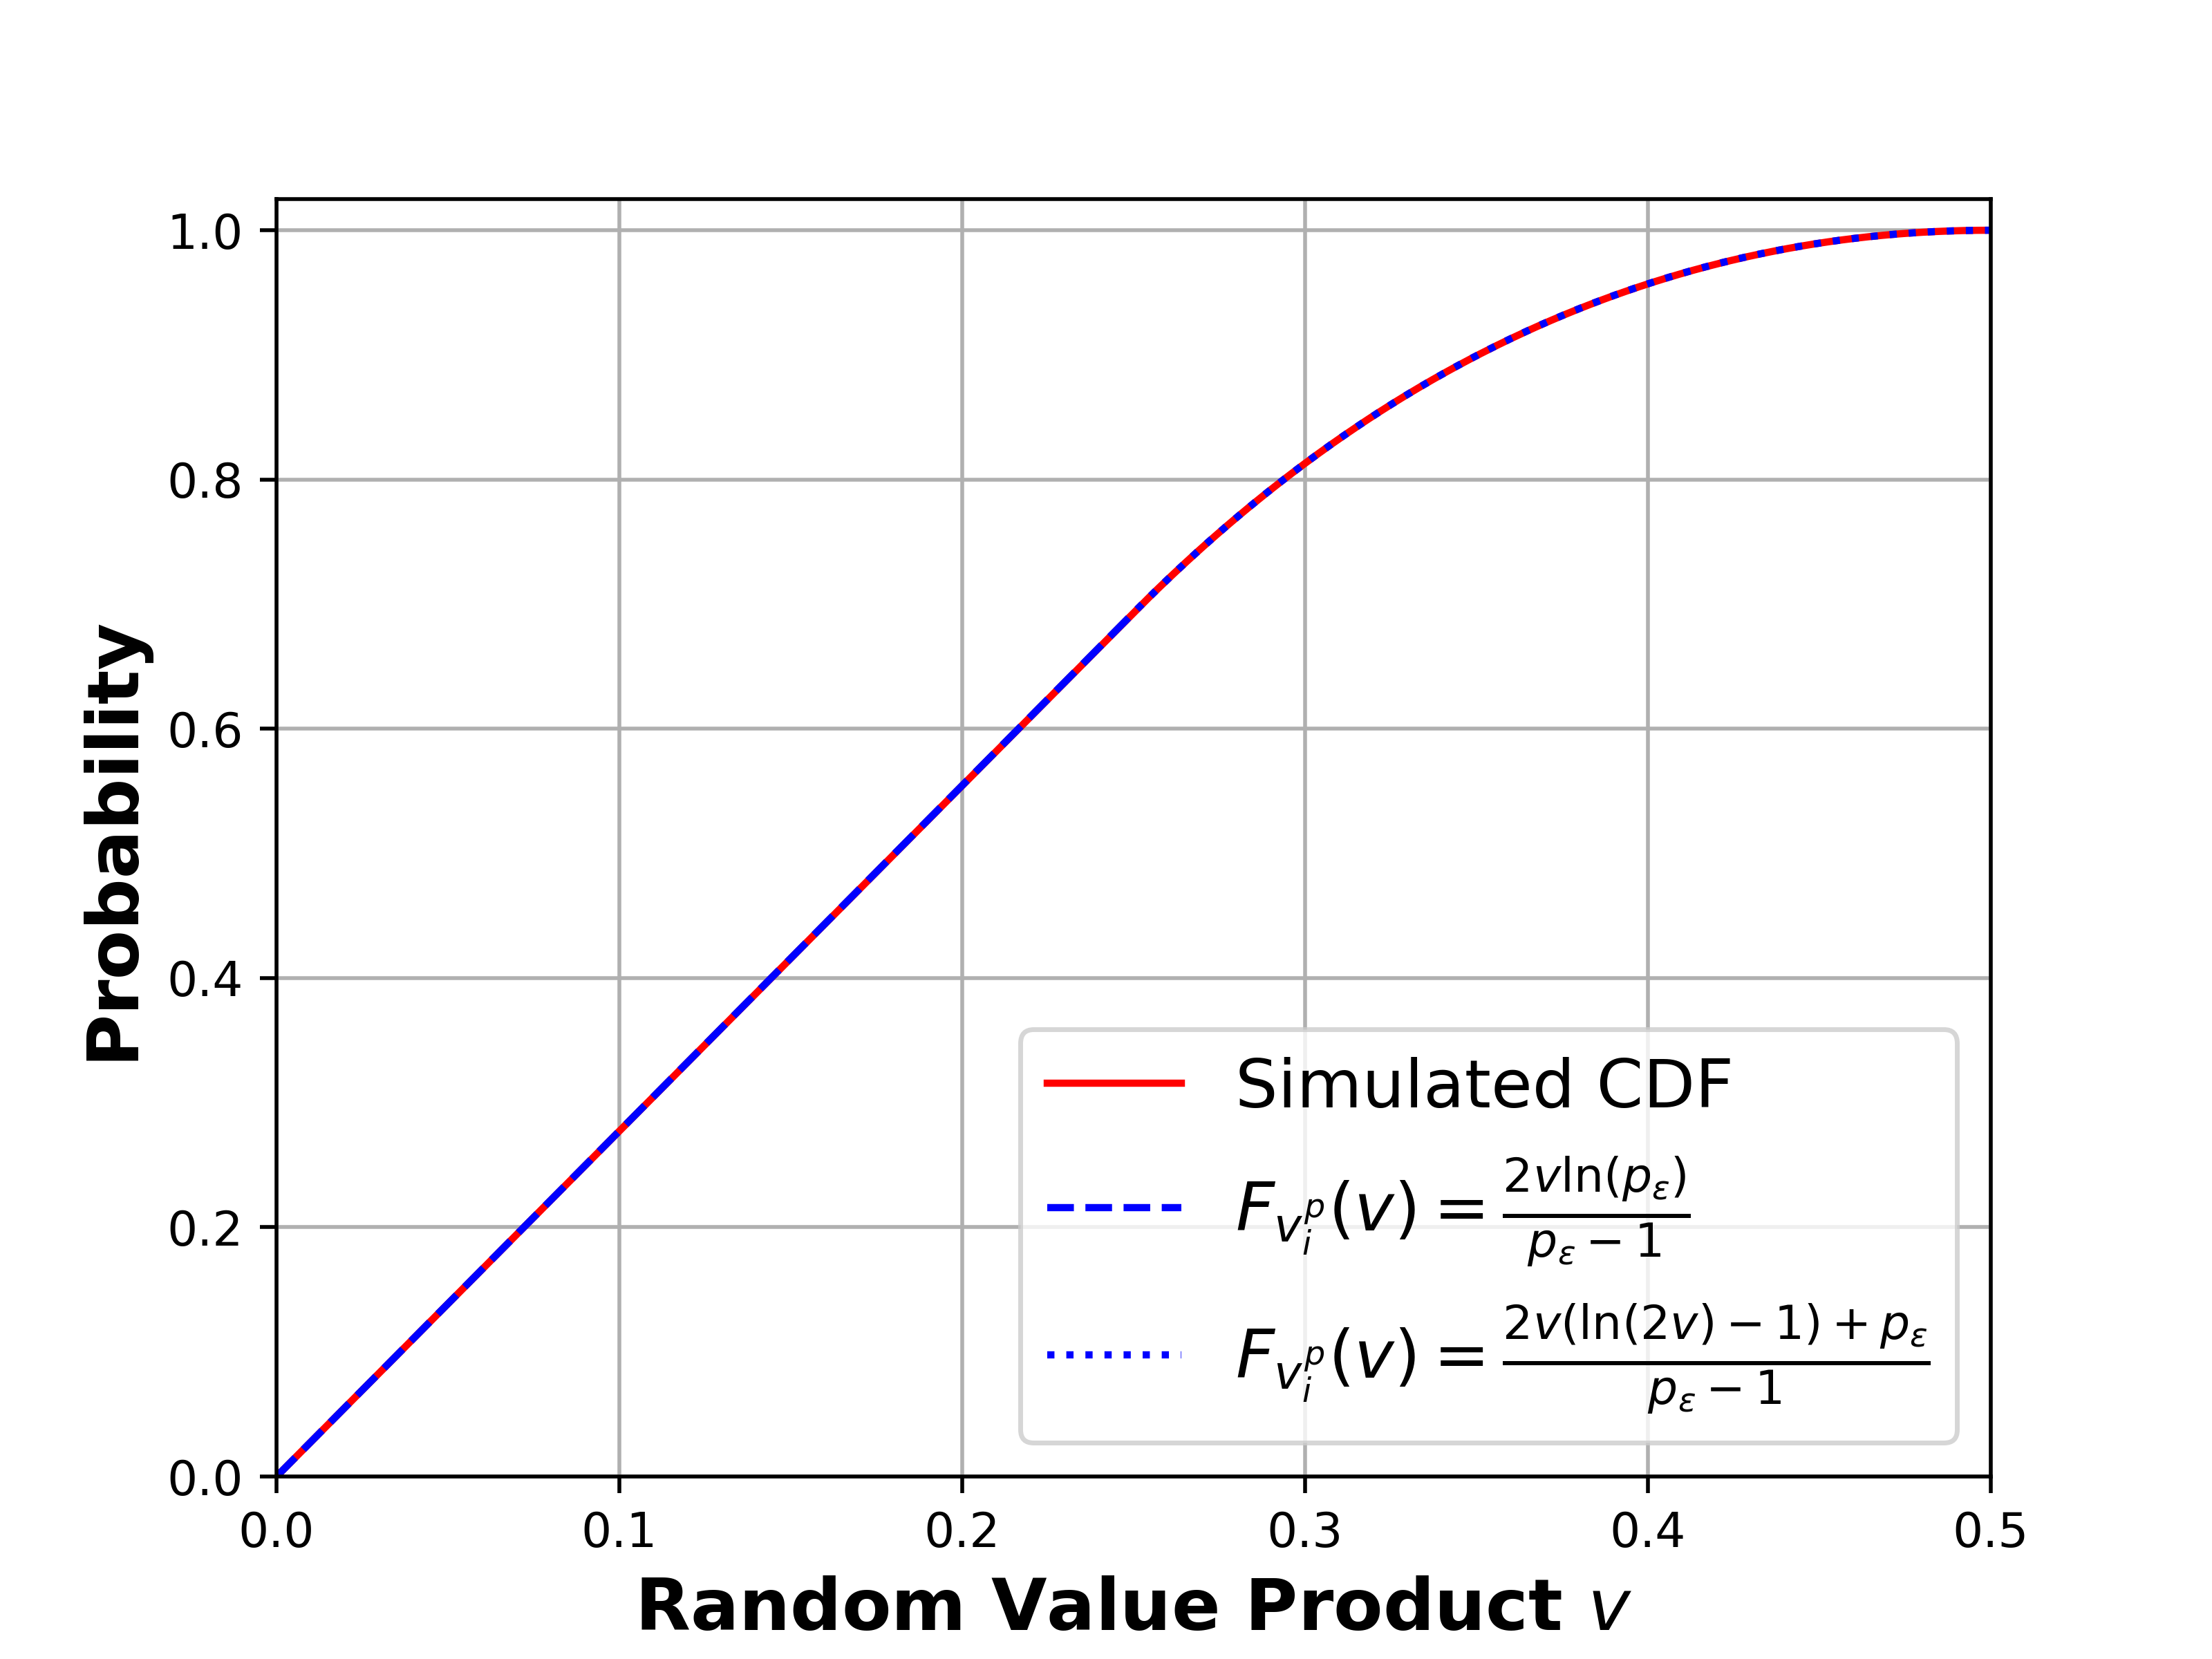 1.0
0.8
0.6
0.4
0.2
0.0
Probability
0.0 0.1 0.2 0.3 0.4 0.5
Random Value Product v
Simulated CDF
F_{v_i^p}(v) = \frac{2v\ln(p_ε)}{p_ε − 1}
F_{v_i^p}(v) = \frac{2v(\ln(2v) − 1) + p_ε}{p_ε − 1}